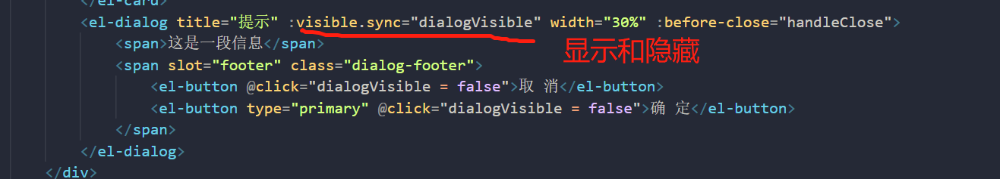 </el-card>
<el-dialog title="提示" :visible.sync="dialogVisible" width="30%" :before-close="handleClose">
显示和隐藏
<span>这是一段信息</span>
<span slot="footer" class="dialog-footer">
<el-button @click="dialogVisible = false">取 消</el-button>
<el-button type="primary" @click="dialogVisible = false">确 定</el-button>
</span>
</el-dialog>
</div>